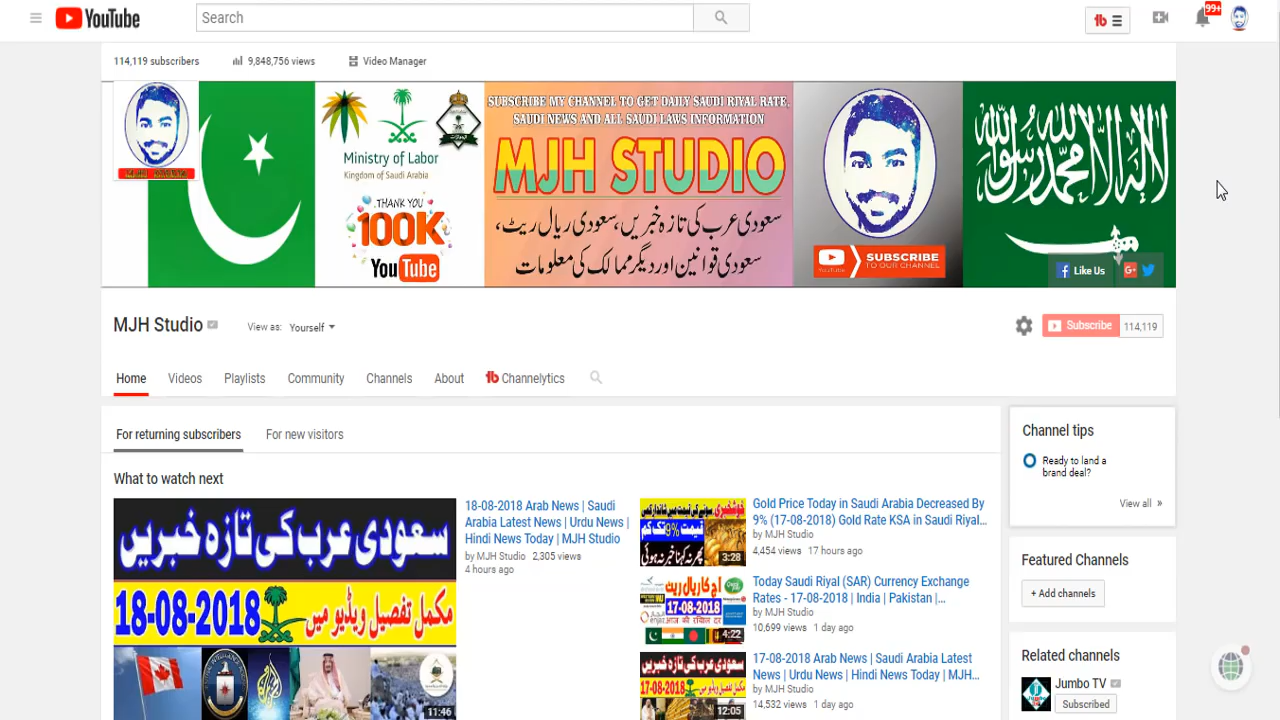 YouTube
Search
99+
114,119 subscribers
9,848,756 views
Video Manager
SUBSCRIBE MY CHANNEL TO GET DAILY SAUDI RIYAL RATE,
SAUDI NEWS AND ALL SAUDI LAWS INFORMATION
MJH STUDIO
سعودی عرب کی تازہ خبریں، سعودی ریال ریٹ،
سعودی قوانین اور دیگر ممالک کی معلومات
Ministry of Labor
Kingdom of Saudi Arabia
THANK YOU
100K
YouTube
YouTube
SUBSCRIBE
TO OUR CHANNEL
لا إله إلا الله محمد رسول الله
Like Us
MJH Studio
View as: Yourself
Subscribe 114,119
Home Videos Playlists Community Channels About Channelytics
For returning subscribers For new visitors
What to watch next
سعودی عرب کی تازہ خبریں
18-08-2018 مکمل تفصیل ویڈیو میں
11:46
18-08-2018 Arab News | Saudi
Arabia Latest News | Urdu News |
Hindi News Today | MJH Studio
by MJH Studio 2,305 views
4 hours ago
3:28
Gold Price Today in Saudi Arabia Decreased By
9% (17-08-2018) Gold Rate KSA in Saudi Riyal...
by MJH Studio
4,454 views 17 hours ago
آج کا ریال ریٹ
17-08-2018
4:22
Today Saudi Riyal (SAR) Currency Exchange
Rates - 17-08-2018 | India | Pakistan |...
by MJH Studio
10,699 views 1 day ago
سعودی عرب کی تازہ خبریں
17-08-2018
12:05
17-08-2018 Arab News | Saudi Arabia Latest
News | Urdu News | Hindi News Today | MJH...
by MJH Studio
14,532 views 1 day ago
Channel tips
Ready to land a
brand deal?
View all »
Featured Channels
+ Add channels
Related channels
Jumbo TV
Subscribed